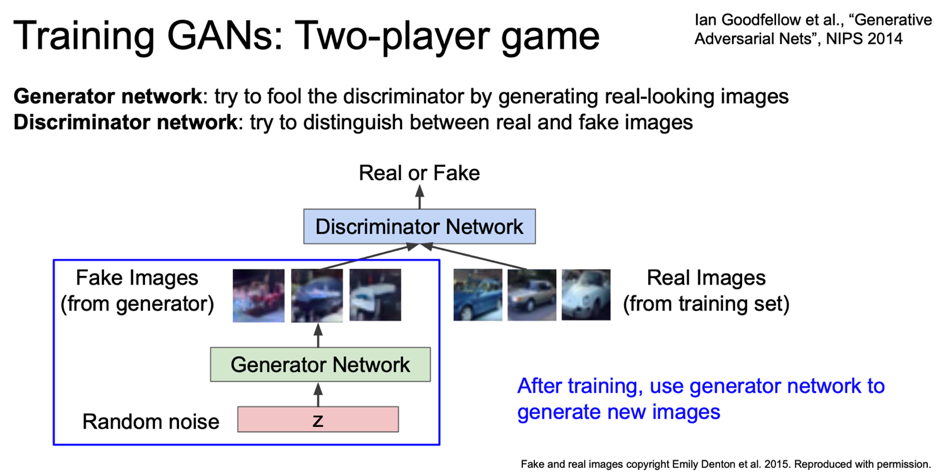 Training GANs: Two-player game
Ian Goodfellow et al., “Generative
Adversarial Nets”, NIPS 2014
Generator network: try to fool the discriminator by generating real-looking images
Discriminator network: try to distinguish between real and fake images
Real or Fake
Discriminator Network
Fake Images
(from generator)
Real Images
(from training set)
Generator Network
Random noise
z
After training, use generator network to
generate new images
Fake and real images copyright Emily Denton et al. 2015. Reproduced with permission.